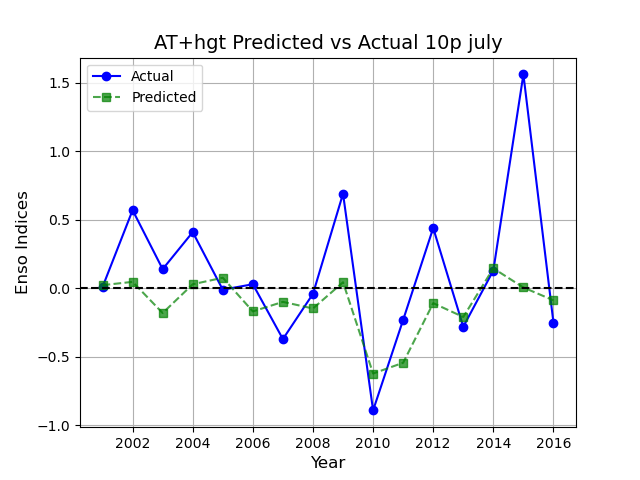 AT+hgt Predicted vs Actual 10p july
Actual
Predicted
1.5
1.0
0.5
0.0
−0.5
−1.0
Enso Indices
2002 2004 2006 2008 2010 2012 2014 2016
Year